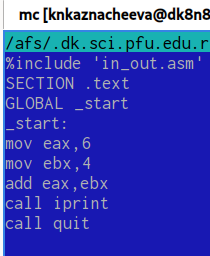 mc [knkaznacheeva@dk8n8
/afs/.dk.sci.pfu.edu.r
%include 'in_out.asm'
SECTION .text
GLOBAL _start
_start:
mov eax,6
mov ebx,4
add eax,ebx
call iprint
call quit